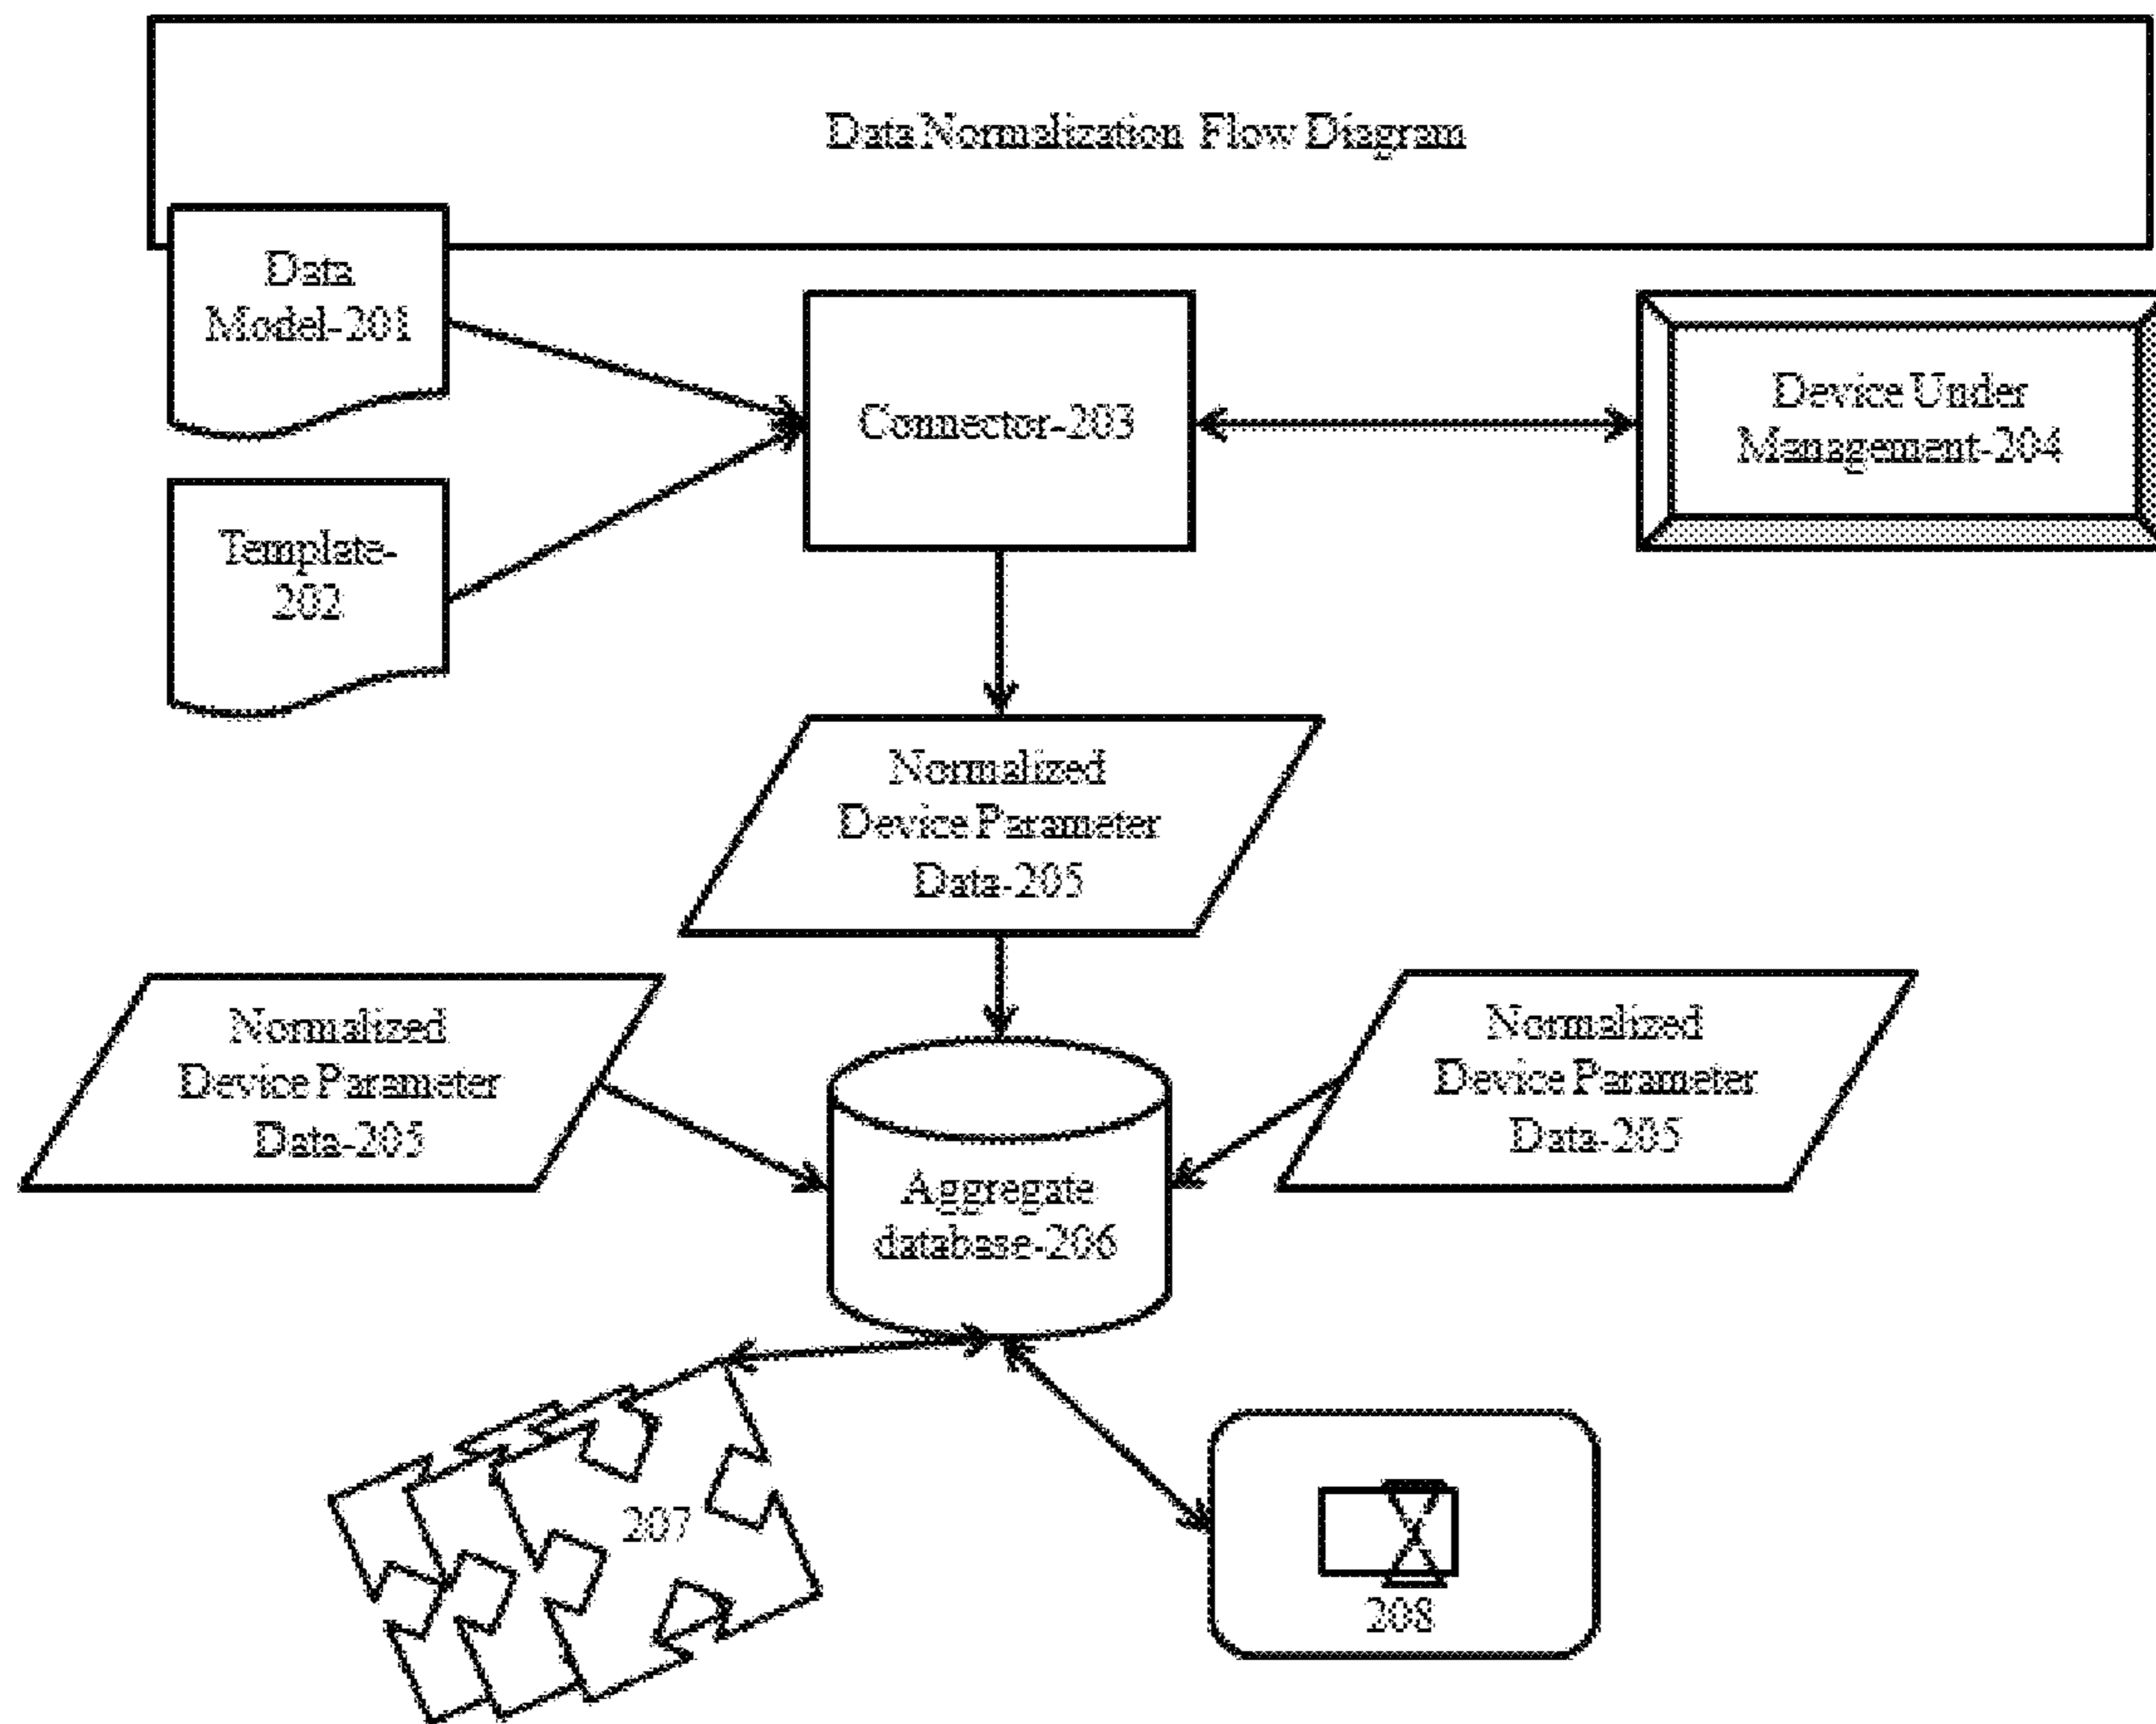 Data Normalization Flow Diagram
Data
Model-201
Connector-203
Device Under
Management-204
Template-
202
Normalized
Device Parameter
Data-205
Normalized
Device Parameter
Data-205
Normalized
Device Parameter
Data-205
Aggregate
database-206
207
208